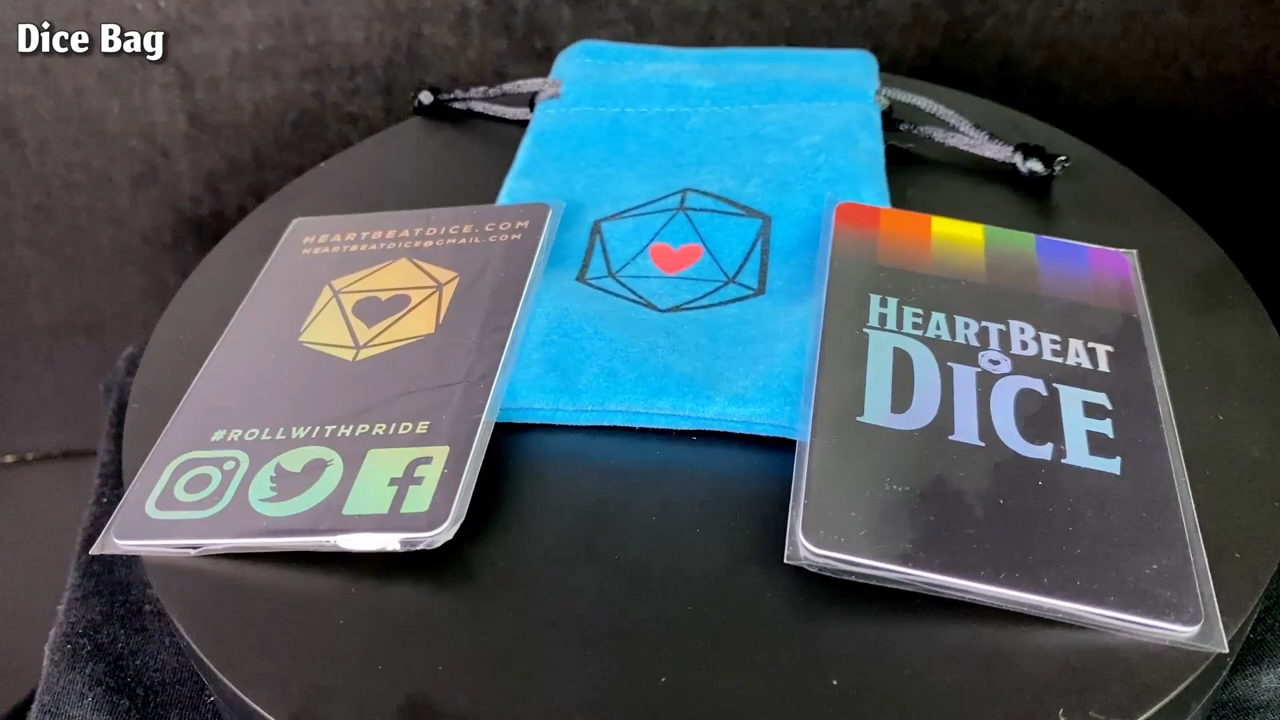 Dice Bag
HEARTBEATDICE.COM
HEARTBEATDICE@GMAIL.COM
#ROLLWITHPRIDE
HEARTBEAT
DICE